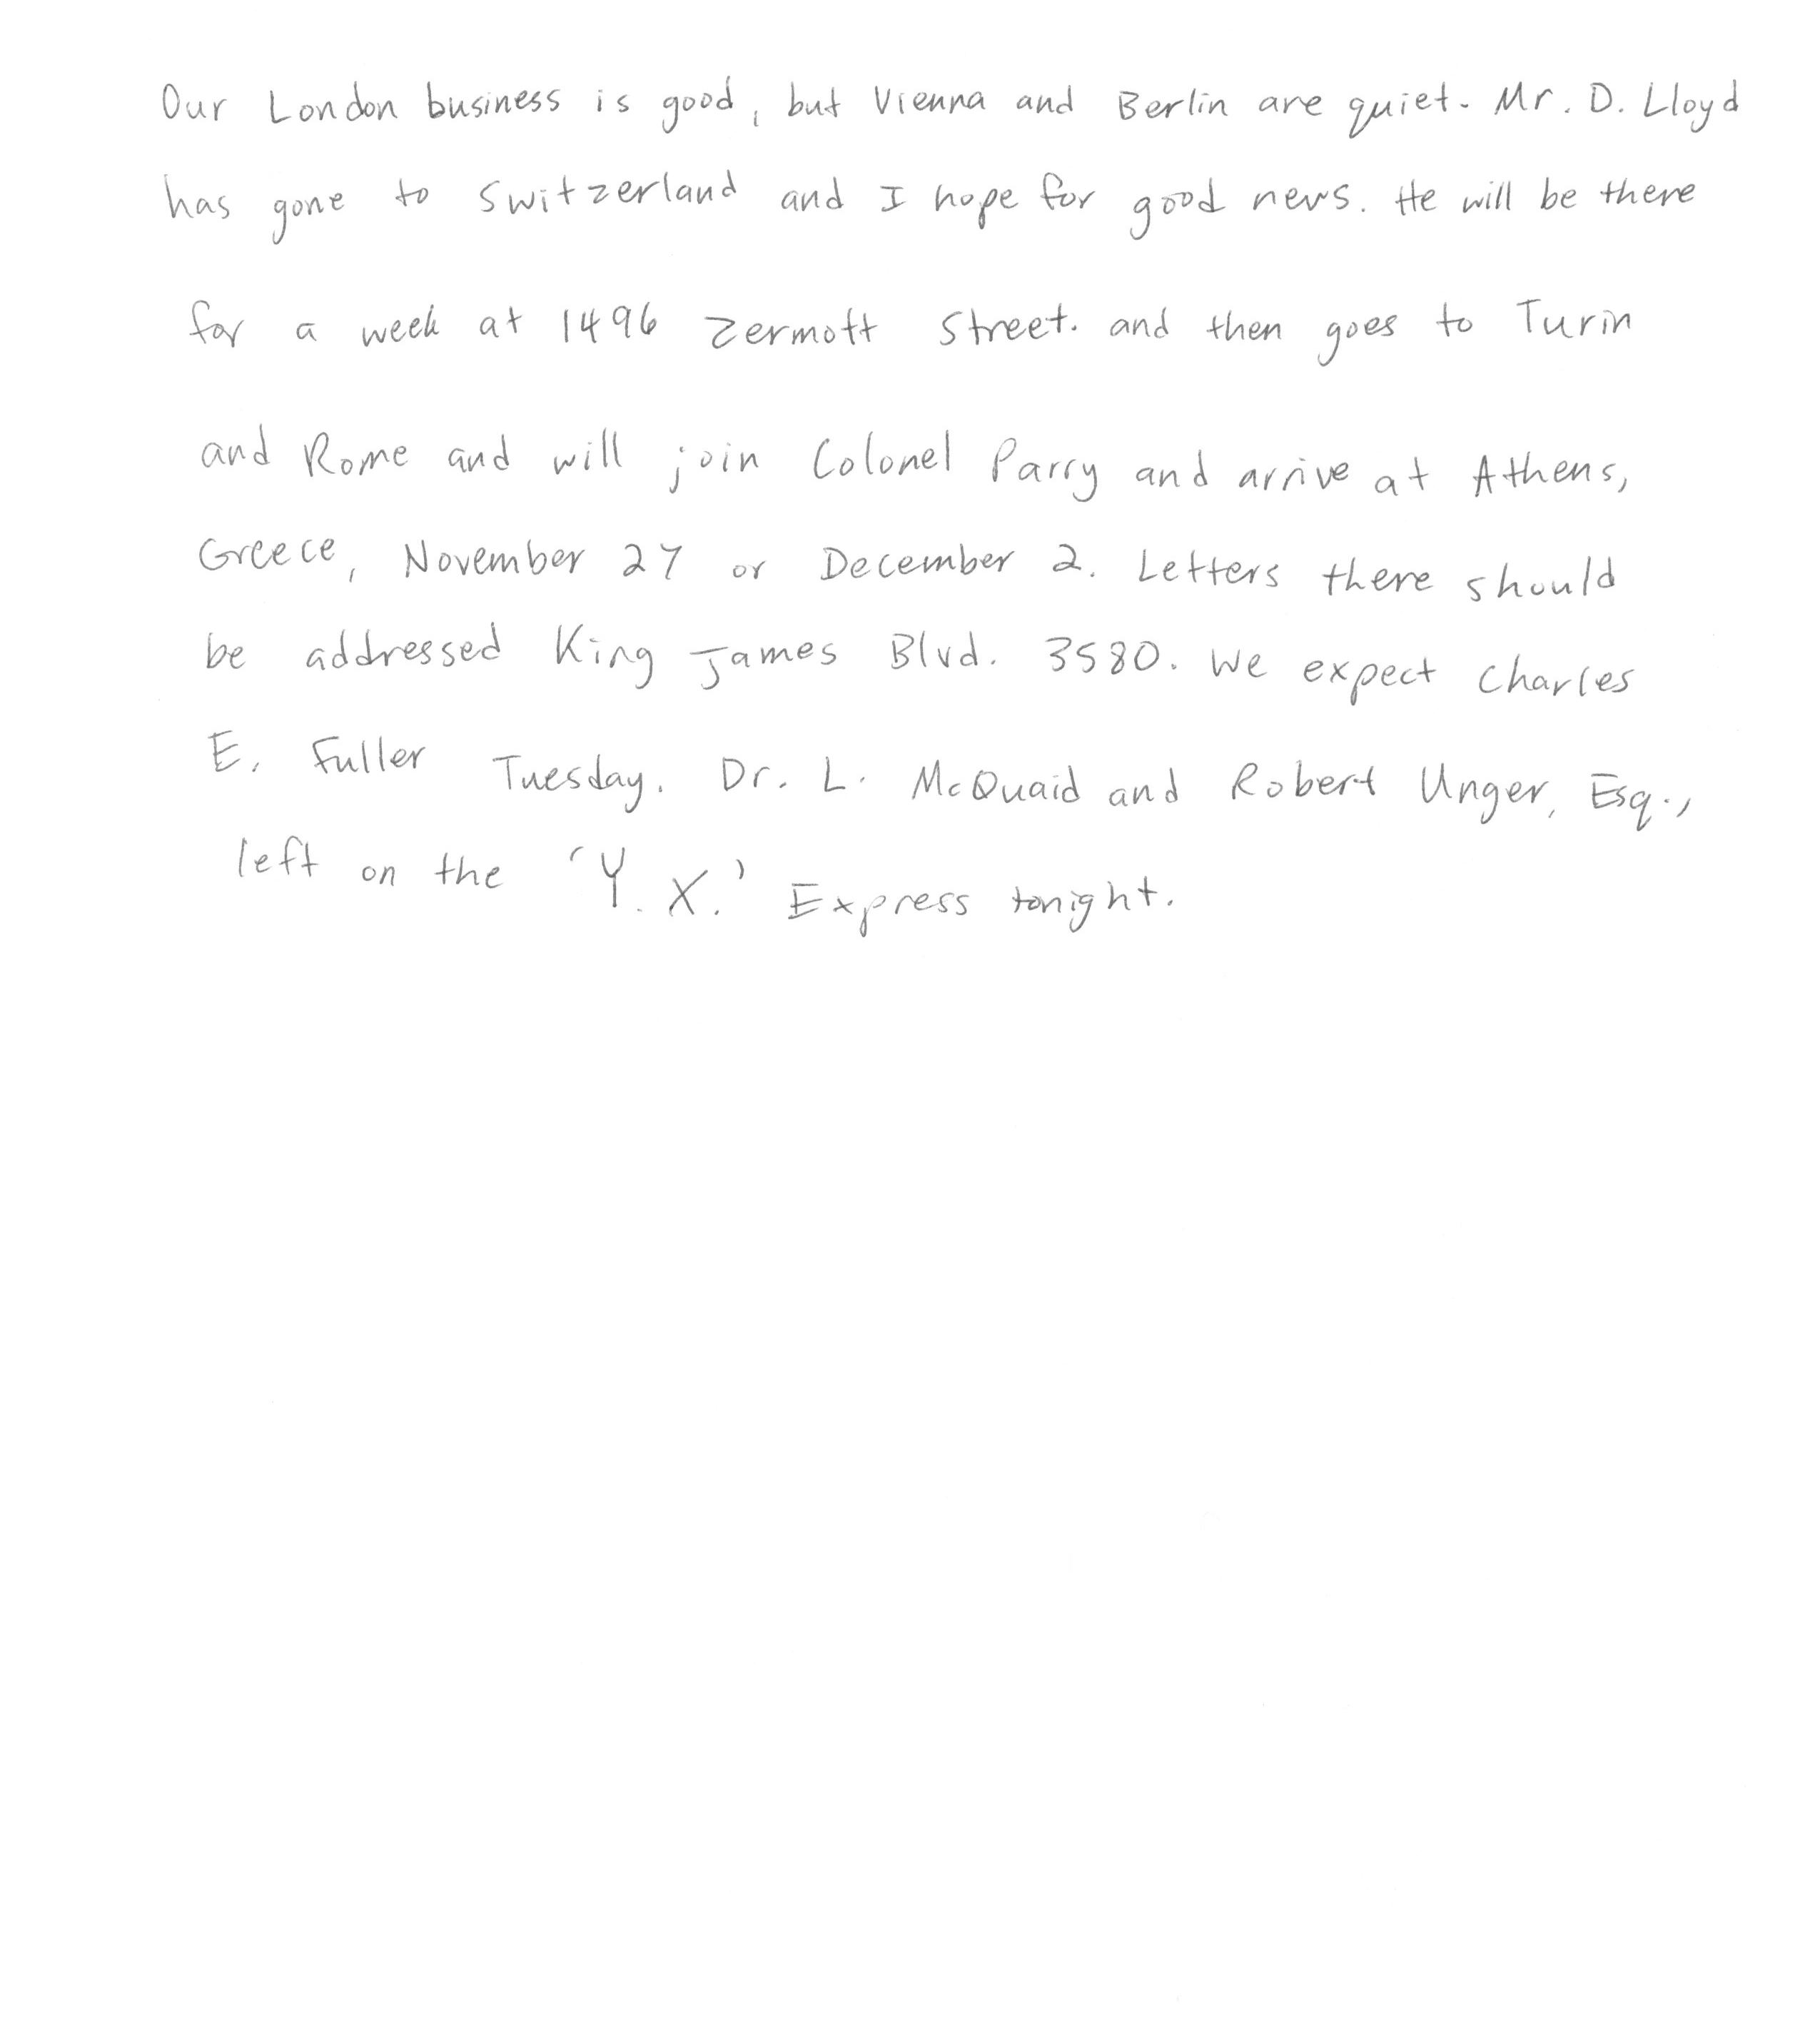 Our London business is good, but Vienna and Berlin are quiet. Mr. D. Lloyd
has gone to Switzerland and I hope for good news. He will be there
for a week at 1496 Zermott Street. and then goes to Turin
and Rome and will join Colonel Parry and arrive at Athens,
Greece, November 27 or December 2. Letters there should
be addressed King James Blvd. 3580. We expect Charles
E. Fuller Tuesday. Dr. L. McQuaid and Robert Unger, Esq.,
left on the 'Y. X.' Express tonight.